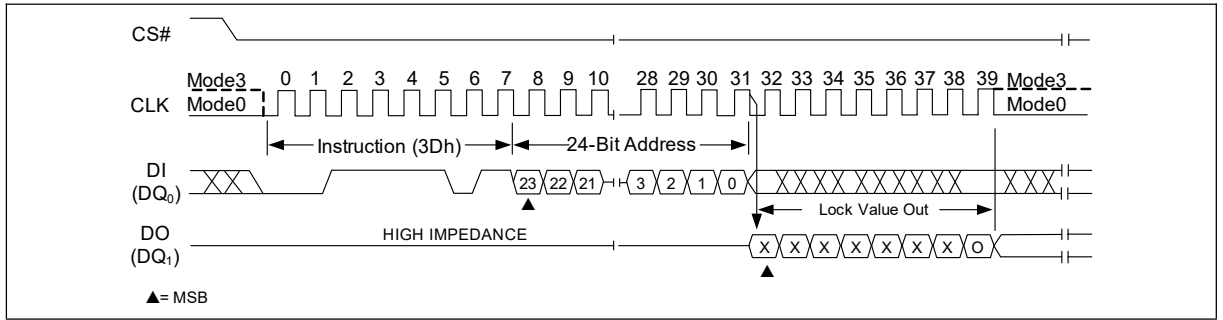 CS#
Mode3 0 1 2 3 4 5 6 7 8 9 10 28 29 30 31 32 33 34 35 36 37 38 39 Mode3
CLK Mode0 Mode0
Instruction (3Dh) 24-Bit Address
DI
(DQ0) 23 22 21 3 2 1 0
Lock Value Out
DO HIGH IMPEDANCE
(DQ1) X X X X X X X O
▲= MSB